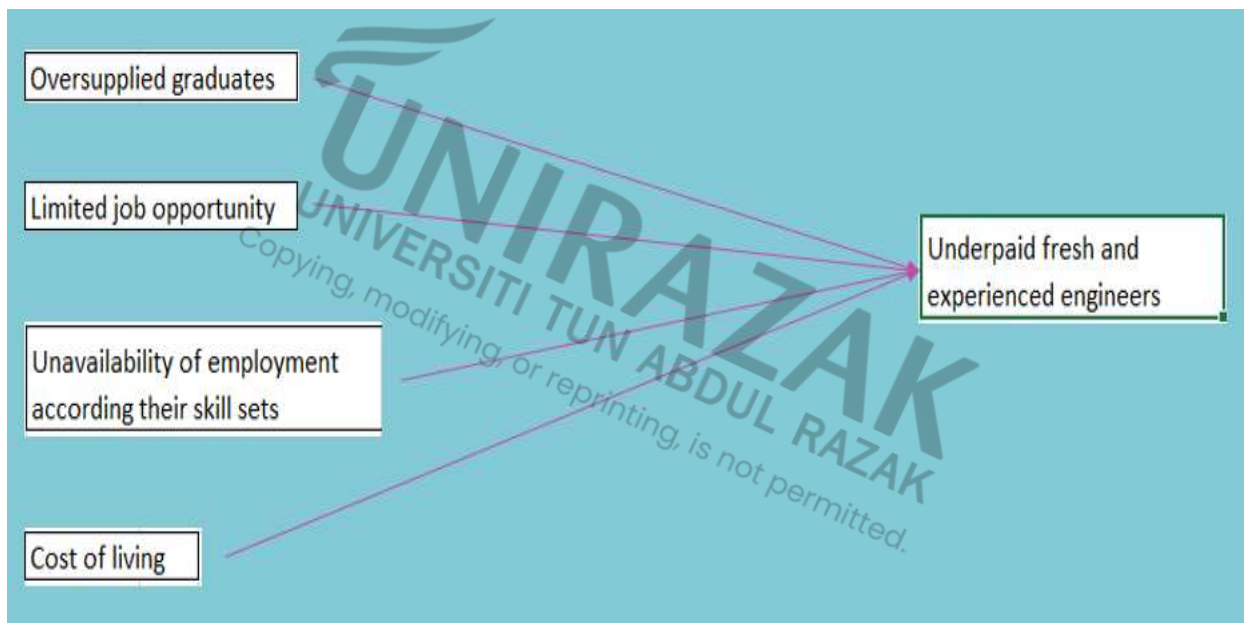 Oversupplied graduates
Limited job opportunity
Underpaid fresh and
experienced engineers
Unavailability of employment
according their skill sets
Cost of living
UNIRAZAK
UNIVERSITI TUN ABDUL RAZAK
Copying, modifying, or reprinting, is not permitted.